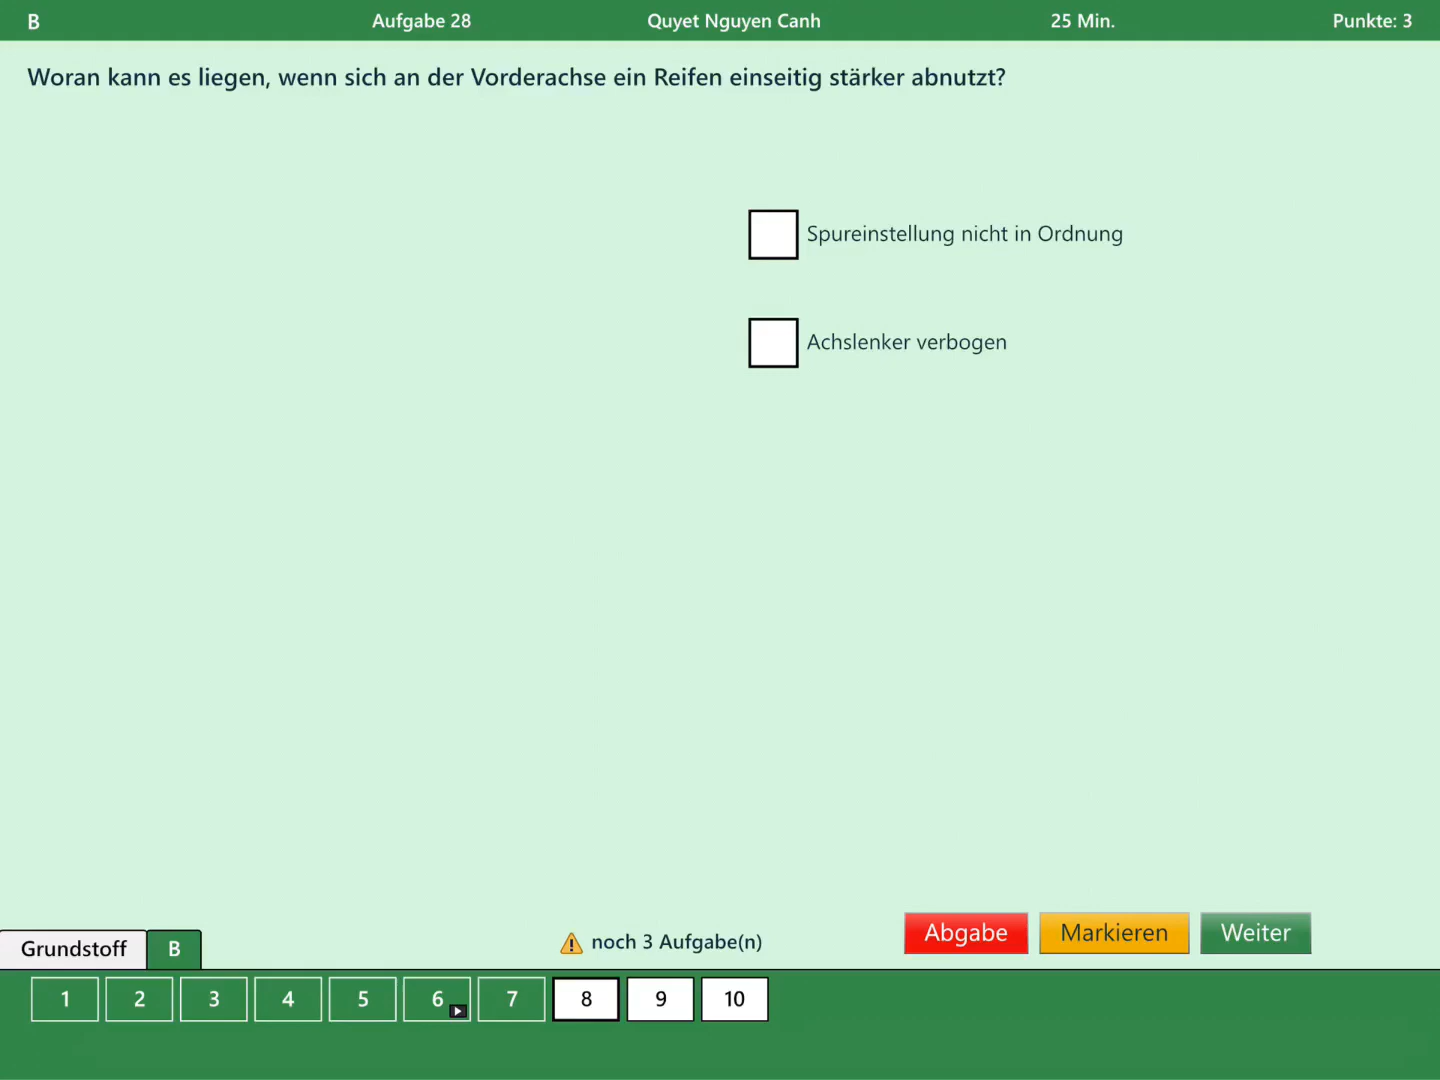 B Aufgabe 28 Quyet Nguyen Canh 25 Min. Punkte: 3
Woran kann es liegen, wenn sich an der Vorderachse ein Reifen einseitig stärker abnutzt?
Spureinstellung nicht in Ordnung
Achslenker verbogen
Grundstoff B noch 3 Aufgabe(n) Abgabe Markieren Weiter
1 2 3 4 5 6 7 8 9 10